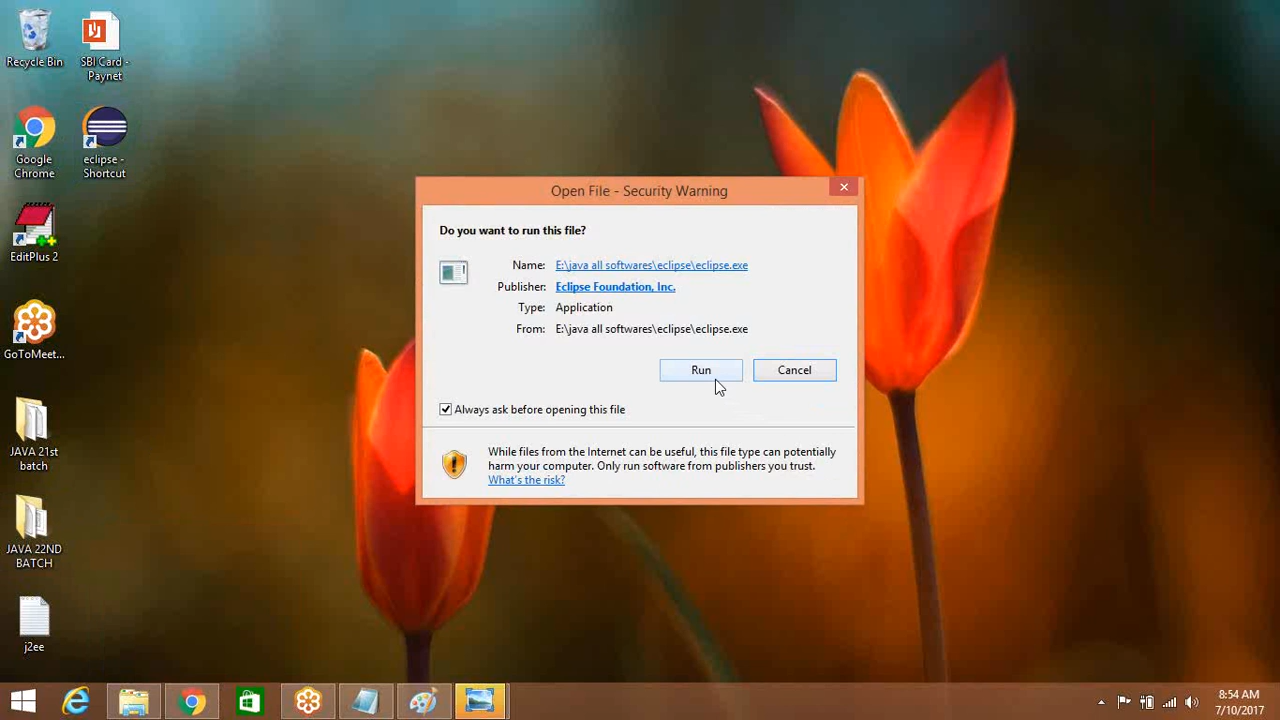 Recycle Bin
SBI Card -
Paynet
Google
Chrome
eclipse -
Shortcut
EditPlus 2
GoToMeet...
JAVA 21st
batch
JAVA 22ND
BATCH
j2ee
Open File - Security Warning
Do you want to run this file?
Name: E:\java all softwares\eclipse\eclipse.exe
Publisher: Eclipse Foundation, Inc.
Type: Application
From: E:\java all softwares\eclipse\eclipse.exe
Run
Cancel
Always ask before opening this file
While files from the Internet can be useful, this file type can potentially
harm your computer. Only run software from publishers you trust.
What's the risk?
8:54 AM
7/10/2017